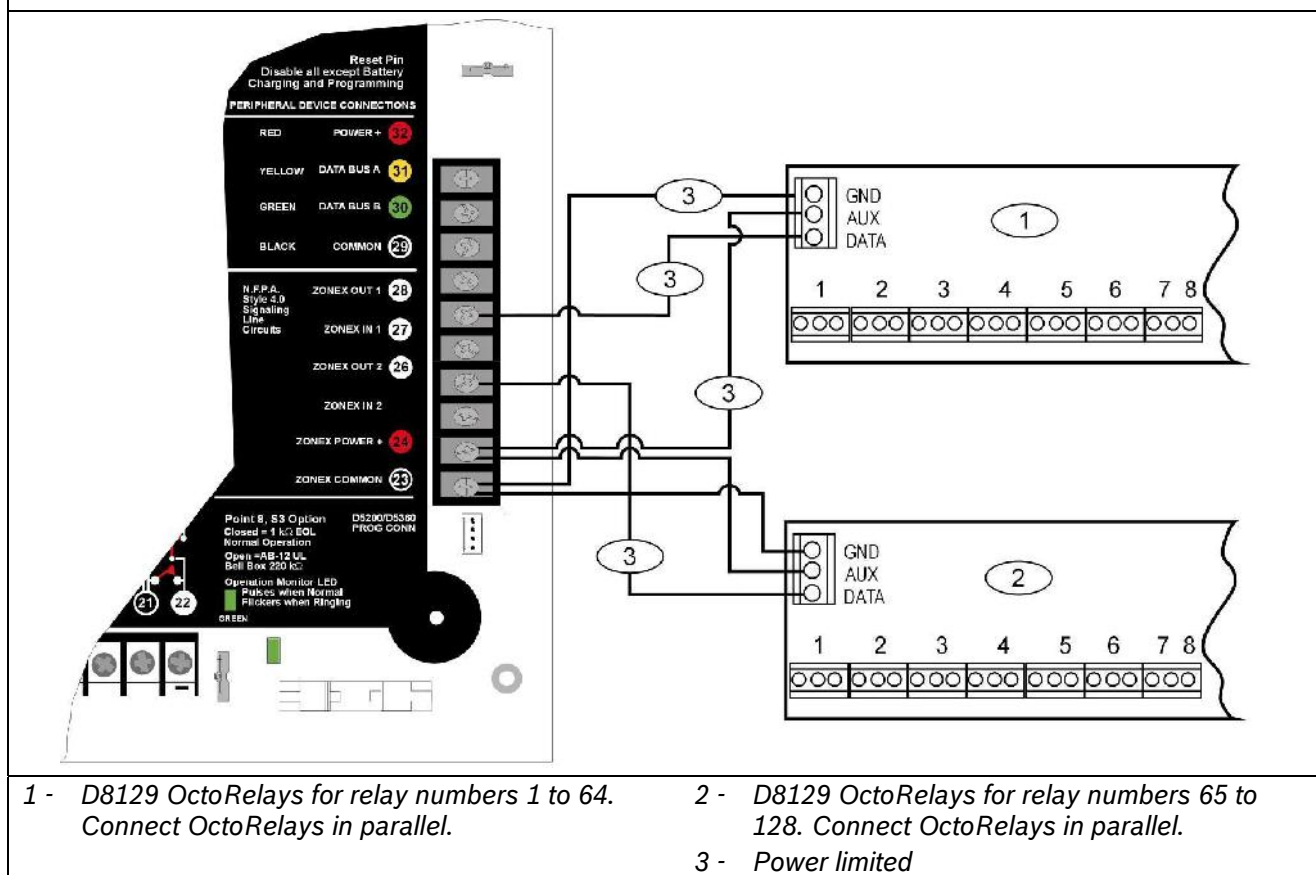 Reset Pin
Disable all except Battery
Charging and Programming
PERIPHERAL DEVICE CONNECTIONS
RED POWER + 32
YELLOW DATA BUS A 31
GREEN DATA BUS B 30
BLACK COMMON 29
N.F.P.A.
Style 4.0
Signaling
Line
Circuits
ZONEX OUT 1 28
ZONEX IN 1 27
ZONEX OUT 2 26
ZONEX IN 2
ZONEX POWER + 24
ZONEX COMMON 23
Point 8, S3 Option
Closed = 1 kΩ EOL
Normal Operation
Open =AB-12 UL
Bell Box 220 kΩ
D5200/D5360
PROG CONN
Operation Monitor LED
Pulses when Normal
Flickers when Ringing
GREEN
21 22
3
3
3
3
GND
AUX
DATA
1
1 2 3 4 5 6 7 8
GND
AUX
DATA
2
1 2 3 4 5 6 7 8
1 - D8129 OctoRelays for relay numbers 1 to 64.
Connect OctoRelays in parallel.
2 - D8129 OctoRelays for relay numbers 65 to
128. Connect OctoRelays in parallel.
3 - Power limited